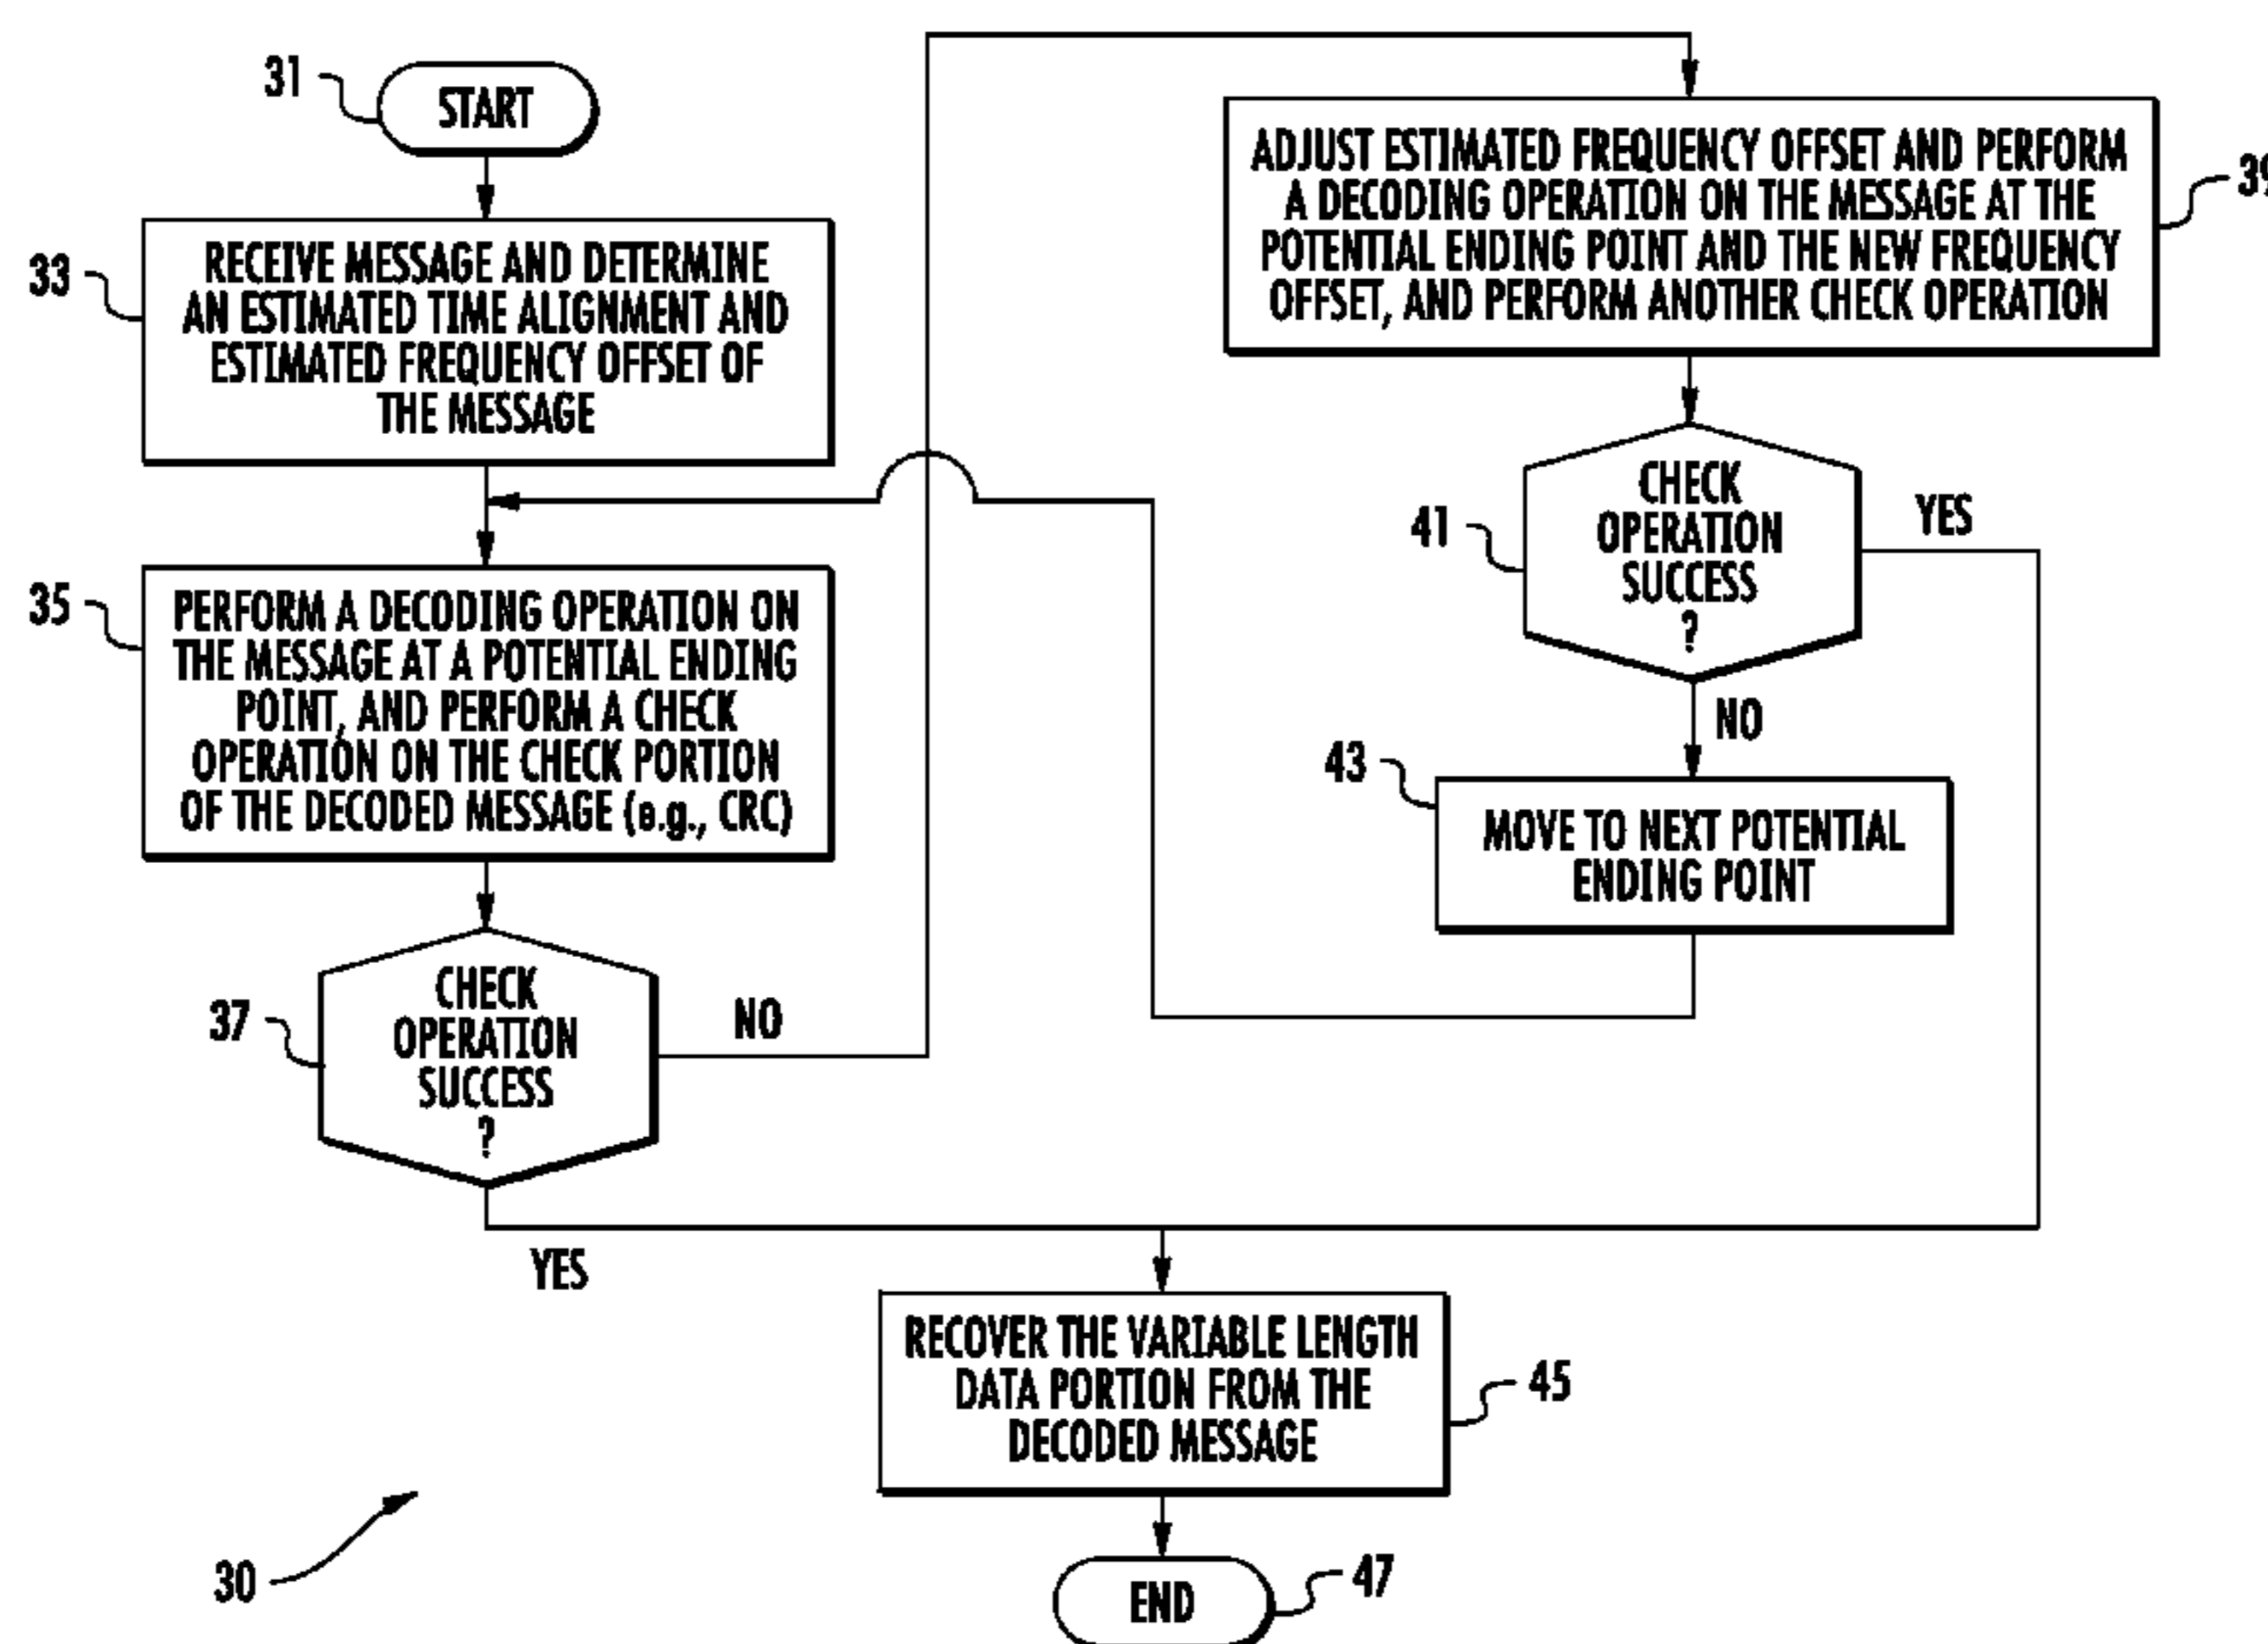 31
START
33
RECEIVE MESSAGE AND DETERMINE
AN ESTIMATED TIME ALIGNMENT AND
ESTIMATED FREQUENCY OFFSET OF
THE MESSAGE
35
PERFORM A DECODING OPERATION ON
THE MESSAGE AT A POTENTIAL ENDING
POINT, AND PERFORM A CHECK
OPERATION ON THE CHECK PORTION
OF THE DECODED MESSAGE (e.g., CRC)
37
CHECK
OPERATION
SUCCESS
?
NO
YES
ADJUST ESTIMATED FREQUENCY OFFSET AND PERFORM
A DECODING OPERATION ON THE MESSAGE AT THE
POTENTIAL ENDING POINT AND THE NEW FREQUENCY
OFFSET, AND PERFORM ANOTHER CHECK OPERATION
39
41
CHECK
OPERATION
SUCCESS
?
YES
NO
43
MOVE TO NEXT POTENTIAL
ENDING POINT
RECOVER THE VARIABLE LENGTH
DATA PORTION FROM THE
DECODED MESSAGE
45
30
END
47